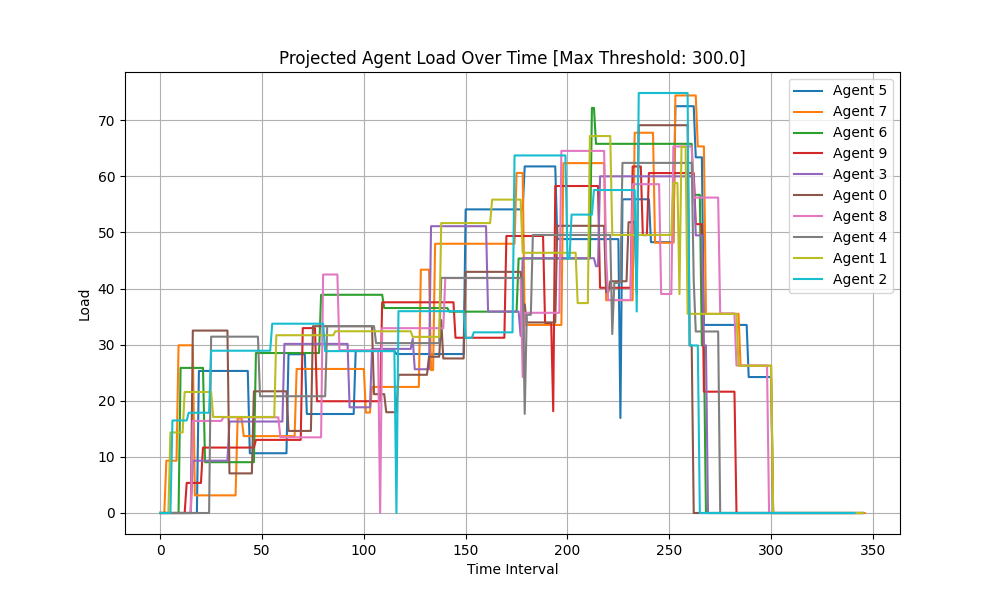 Projected Agent Load Over Time [Max Threshold: 300.0]
Load
70
60
50
40
30
20
10
0
0 50 100 150 200 250 300 350
Time Interval
Agent 5
Agent 7
Agent 6
Agent 9
Agent 3
Agent 0
Agent 8
Agent 4
Agent 1
Agent 2